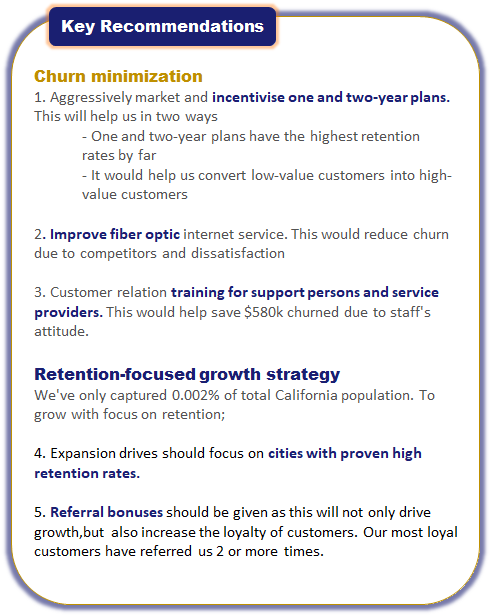 Key Recommendations
Churn minimization
1. Aggressively market and incentivise one and two-year plans.
This will help us in two ways
- One and two-year plans have the highest retention
rates by far
- It would help us convert low-value customers into high-
value customers
2. Improve fiber optic internet service. This would reduce churn
due to competitors and dissatisfaction
3. Customer relation training for support persons and service
providers. This would help save $580k churned due to staff's
attitude.
Retention-focused growth strategy
We've only captured 0.002% of total California population. To
grow with focus on retention;
4. Expansion drives should focus on cities with proven high
retention rates.
5. Referral bonuses should be given as this will not only drive
growth,but also increase the loyalty of customers. Our most loyal
customers have referred us 2 or more times.